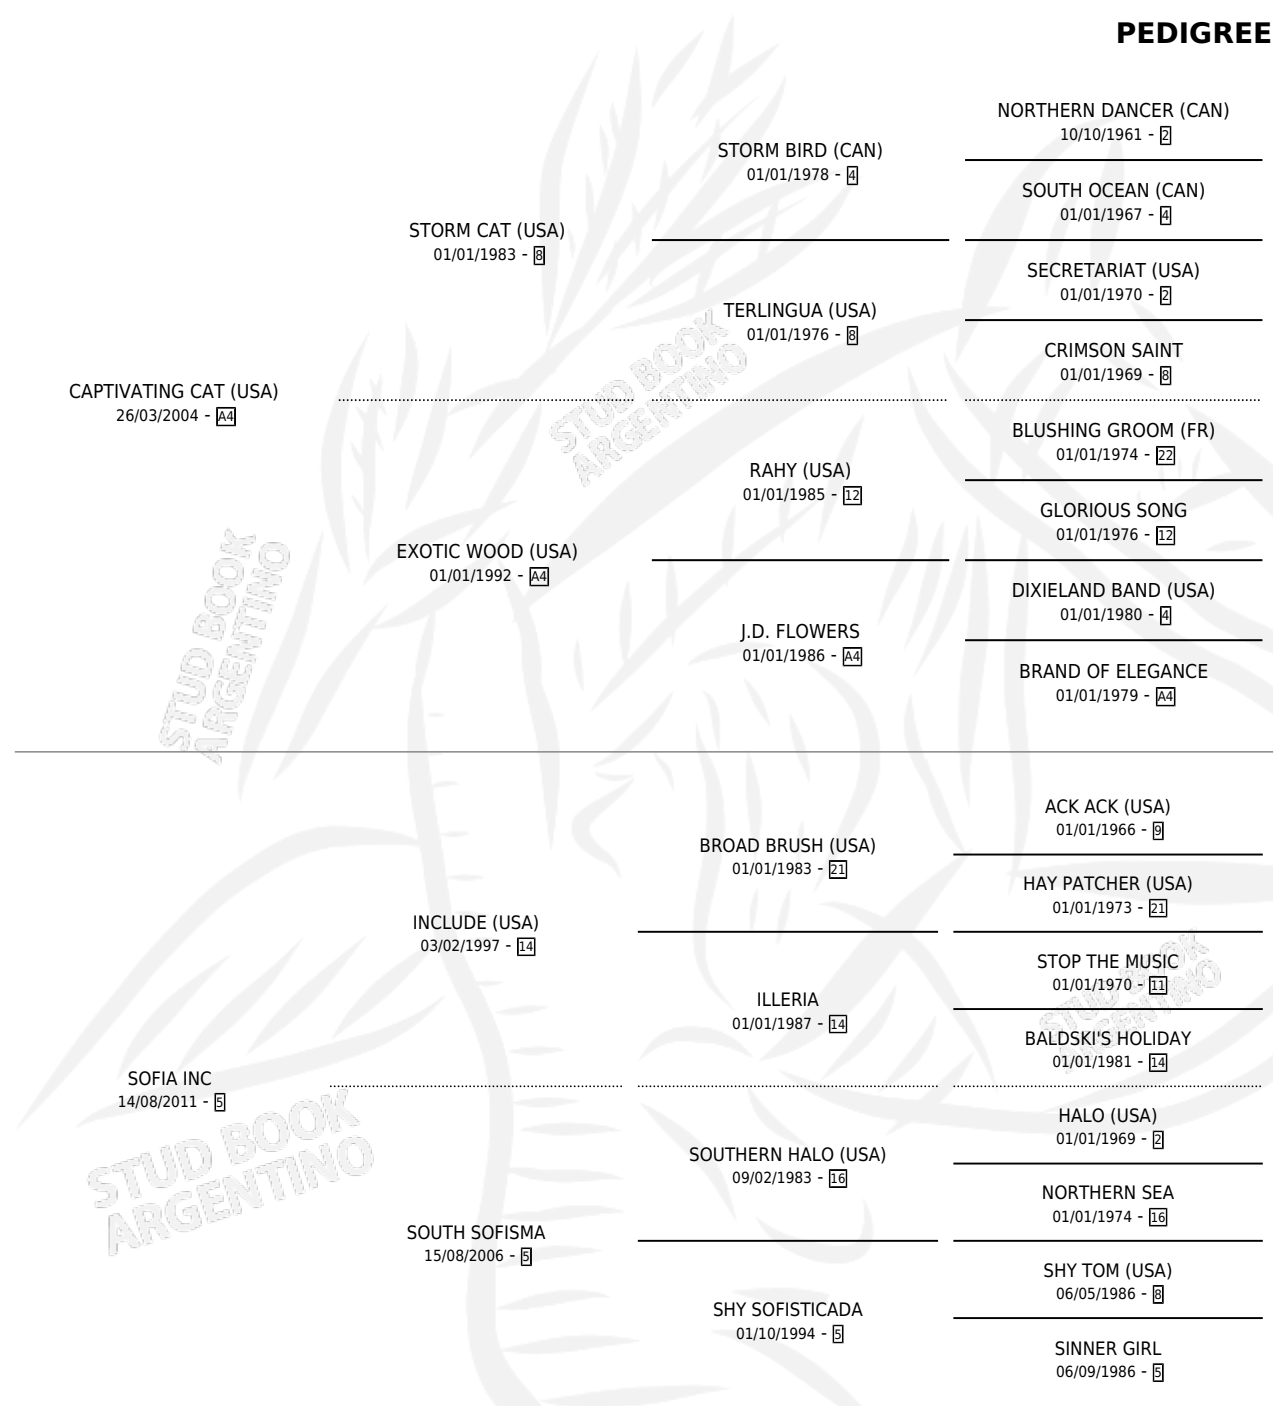 PEDIGREE
NORTHERN DANCER (CAN)
10/10/1961 - 2
STORM BIRD (CAN)
01/01/1978 - 4
SOUTH OCEAN (CAN)
01/01/1967 - 4
STORM CAT (USA)
01/01/1983 - 8
SECRETARIAT (USA)
01/01/1970 - 2
TERLINGUA (USA)
01/01/1976 - 8
CRIMSON SAINT
01/01/1969 - 8
CAPTIVATING CAT (USA)
26/03/2004 - A4
BLUSHING GROOM (FR)
01/01/1974 - 22
RAHY (USA)
01/01/1985 - 12
GLORIOUS SONG
01/01/1976 - 12
EXOTIC WOOD (USA)
01/01/1992 - A4
DIXIELAND BAND (USA)
01/01/1980 - 4
J.D. FLOWERS
01/01/1986 - A4
BRAND OF ELEGANCE
01/01/1979 - A4
ACK ACK (USA)
01/01/1966 - 9
BROAD BRUSH (USA)
01/01/1983 - 21
HAY PATCHER (USA)
01/01/1973 - 21
INCLUDE (USA)
03/02/1997 - 14
STOP THE MUSIC
01/01/1970 - 11
ILLERIA
01/01/1987 - 14
BALDSKI'S HOLIDAY
01/01/1981 - 14
SOFIA INC
14/08/2011 - 5
HALO (USA)
01/01/1969 - 2
SOUTHERN HALO (USA)
09/02/1983 - 16
NORTHERN SEA
01/01/1974 - 16
SOUTH SOFISMA
15/08/2006 - 5
SHY TOM (USA)
06/05/1986 - 8
SHY SOFISTICADA
01/10/1994 - 5
SINNER GIRL
06/09/1986 - 5
STUD BOOK
ARGENTINO
STUD BOOK
ARGENTINO
STUD BOOK
ARGENTINO
STUD BOOK
ARGENTINO